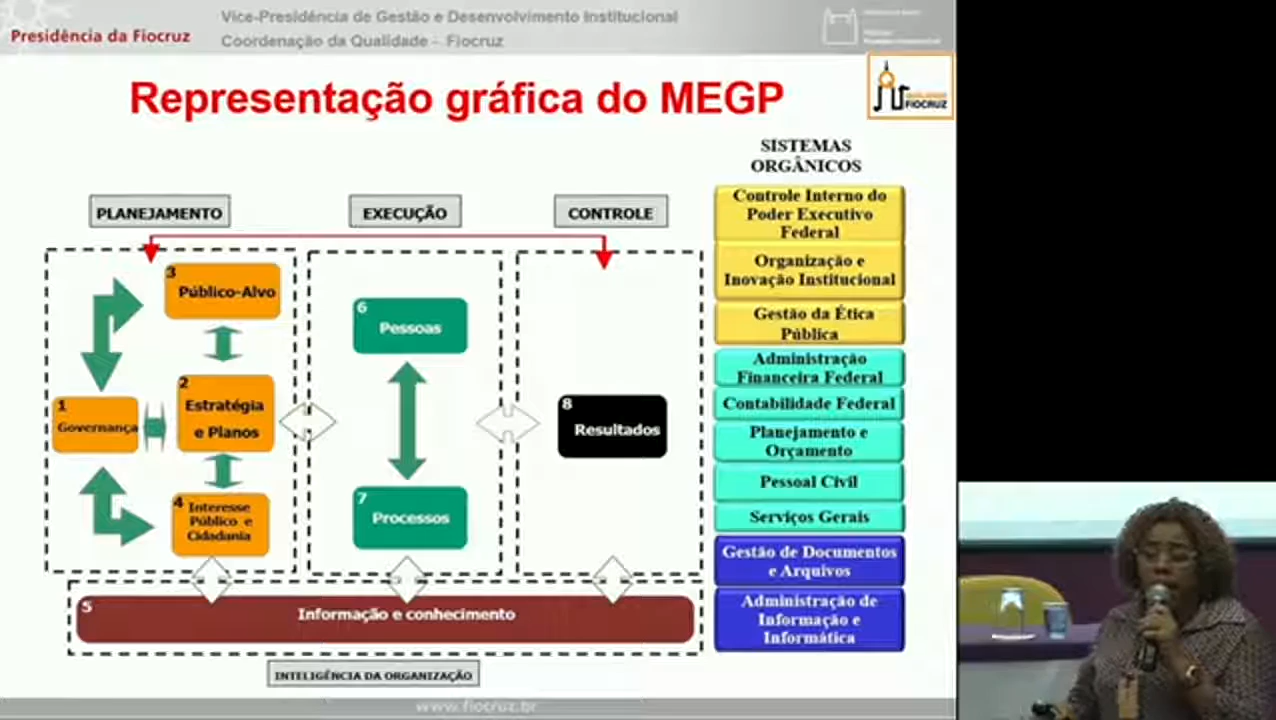 Vice-Presidência de Gestão e Desenvolvimento Institucional
Presidência da Fiocruz
Coordenação da Qualidade - Fiocruz
Representação gráfica do MEGP
FIOCRUZ
SISTEMAS
ORGÂNICOS
PLANEJAMENTO
EXECUÇÃO
CONTROLE
3
Público-Alvo
2
Estratégia
e Planos
1
Governança
4
Interesse
Público e
Cidadania
6
Pessoas
7
Processos
8
Resultados
5
Informação e conhecimento
INTELIGÊNCIA DA ORGANIZAÇÃO
Controle Interno do
Poder Executivo
Federal
Organização e
Inovação Institucional
Gestão da Ética
Pública
Administração
Financeira Federal
Contabilidade Federal
Planejamento e
Orçamento
Pessoal Civil
Serviços Gerais
Gestão de Documentos
e Arquivos
Administração de
Informação e
Informática
www.fiocruz.br